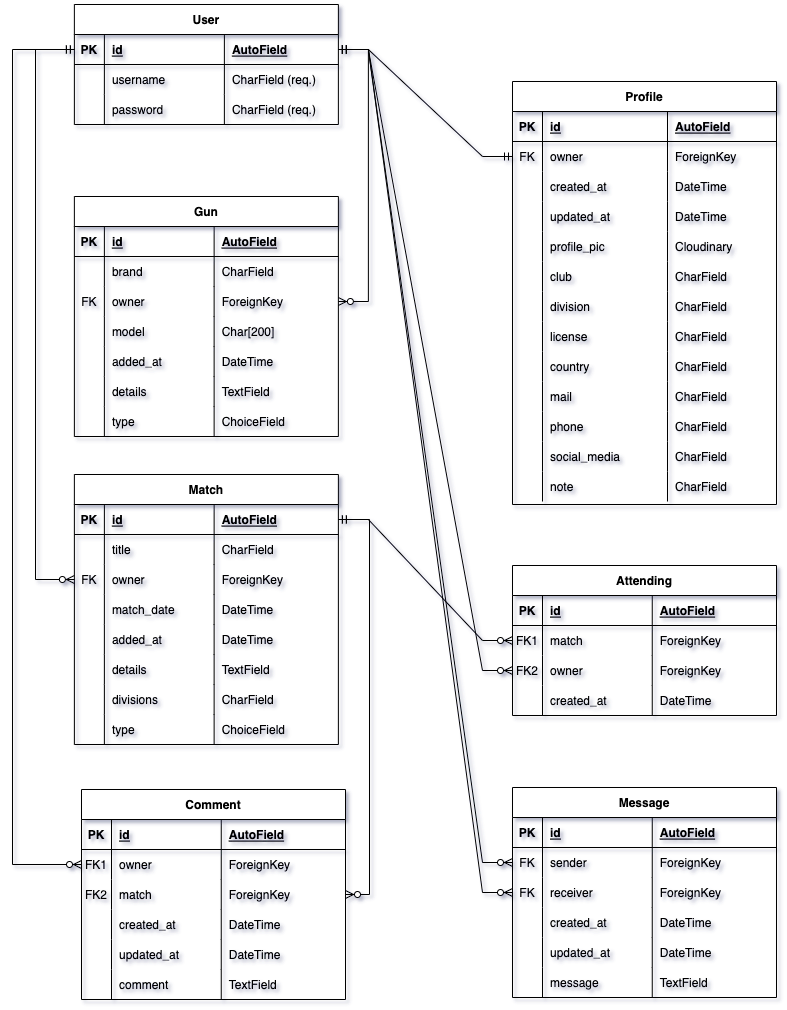 User
PK id AutoField
username CharField (req.)
password CharField (req.)
Gun
PK id AutoField
brand CharField
FK owner ForeignKey
model Char[200]
added_at DateTime
details TextField
type ChoiceField
Match
PK id AutoField
title CharField
FK owner ForeignKey
match_date DateTime
added_at DateTime
details TextField
divisions CharField
type ChoiceField
Comment
PK id AutoField
FK1 owner ForeignKey
FK2 match ForeignKey
created_at DateTime
updated_at DateTime
comment TextField
Profile
PK id AutoField
FK owner ForeignKey
created_at DateTime
updated_at DateTime
profile_pic Cloudinary
club CharField
division CharField
license CharField
country CharField
mail CharField
phone CharField
social_media CharField
note CharField
Attending
PK id AutoField
FK1 match ForeignKey
FK2 owner ForeignKey
created_at DateTime
Message
PK id AutoField
FK sender ForeignKey
FK receiver ForeignKey
created_at DateTime
updated_at DateTime
message TextField